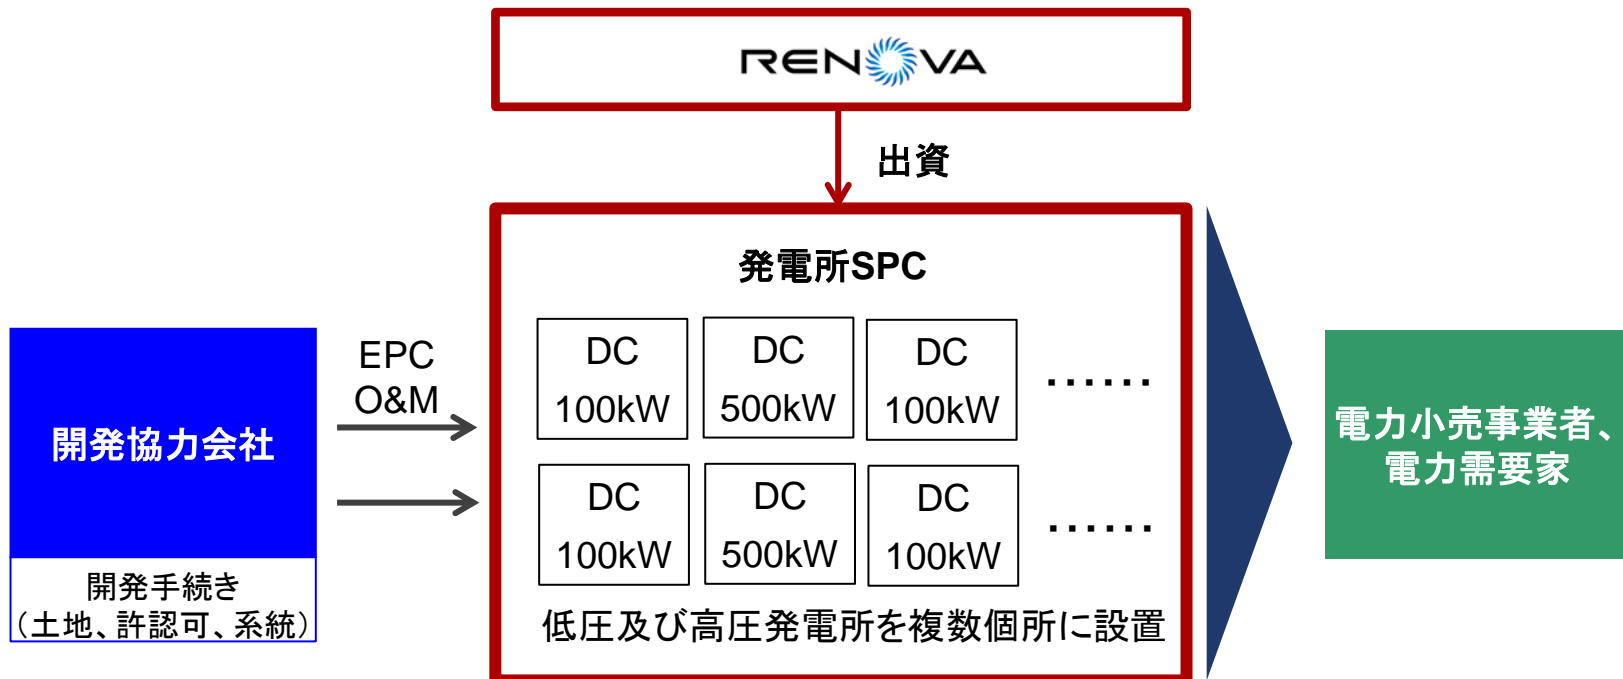 RENOVA
出資
発電所SPC
DC
100kW
DC
500kW
DC
100kW
......
DC
100kW
DC
500kW
DC
100kW
......
低圧及び高圧発電所を複数個所に設置
EPC
O&M
開発協力会社
開発手続き
（土地、許認可、系統）
電力小売事業者、
電力需要家